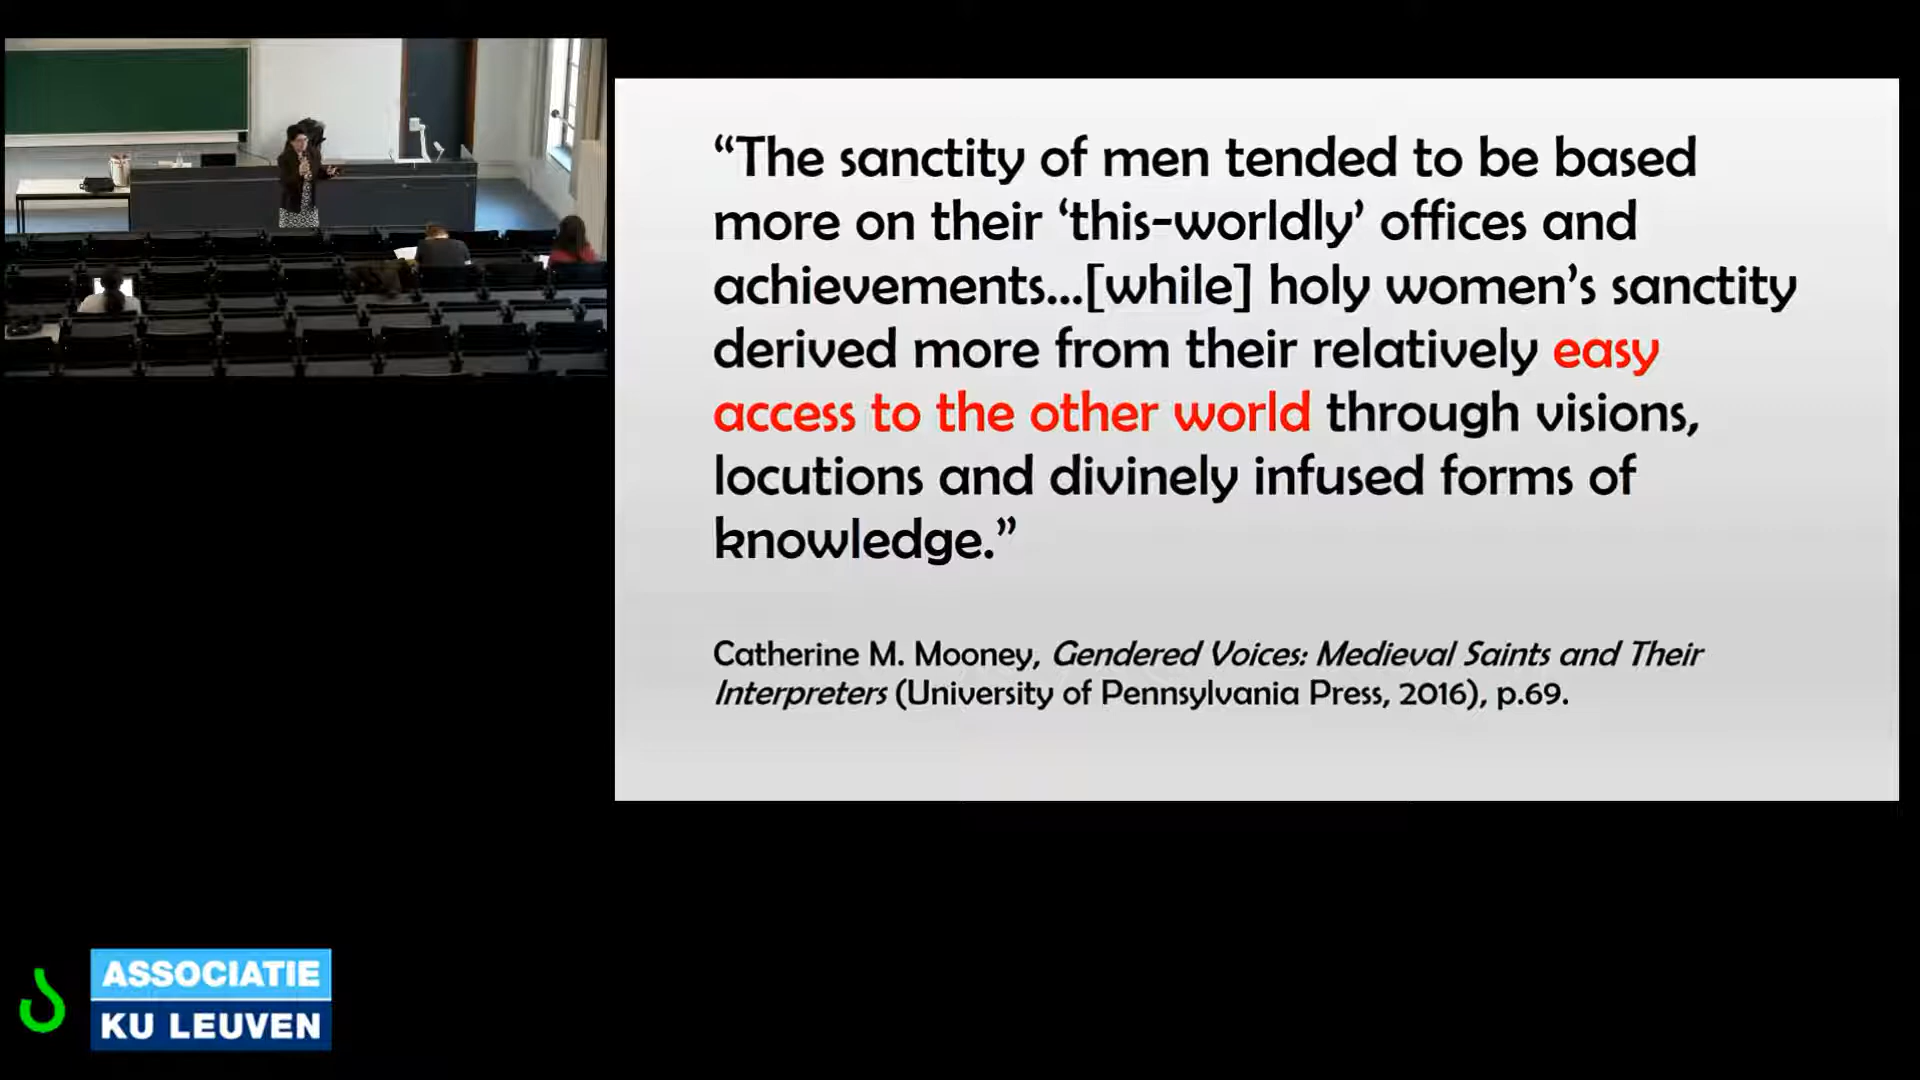 “The sanctity of men tended to be based
more on their ‘this-worldly’ offices and
achievements...[while] holy women’s sanctity
derived more from their relatively easy
access to the other world through visions,
locutions and divinely infused forms of
knowledge.”
Catherine M. Mooney, Gendered Voices: Medieval Saints and Their
Interpreters (University of Pennsylvania Press, 2016), p.69.
ASSOCIATIE
KU LEUVEN